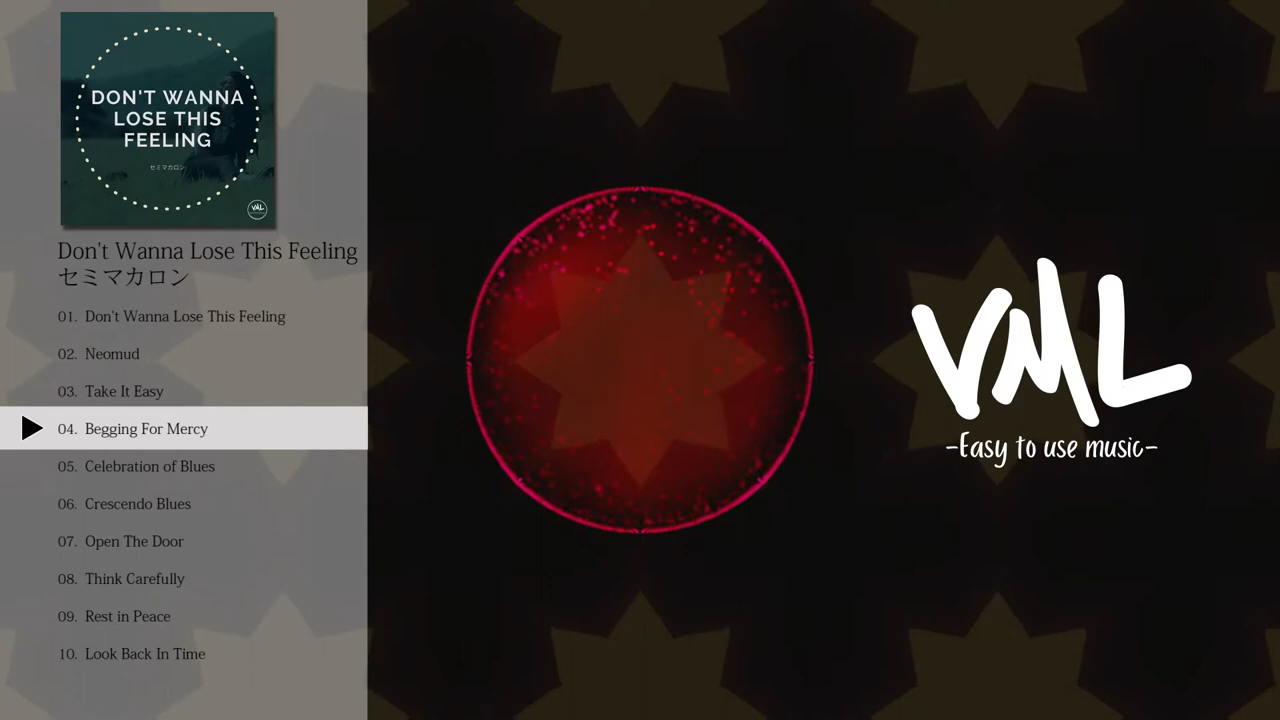 DON'T WANNA
LOSE THIS
FEELING
セミマカロン
VML
Don't Wanna Lose This Feeling
セミマカロン
01. Don't Wanna Lose This Feeling
02. Neomud
03. Take It Easy
04. Begging For Mercy
05. Celebration of Blues
06. Crescendo Blues
07. Open The Door
08. Think Carefully
09. Rest in Peace
10. Look Back In Time
VML
-Easy to use music-